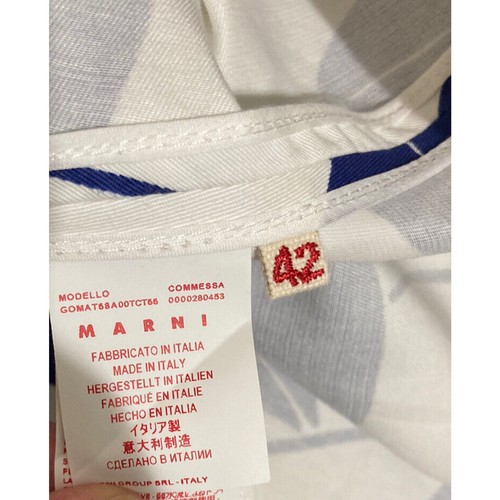 42
MODELLO COMMESSA
GOMAT58A00TCT65 0000280453
MARNI
FABBRICATO IN ITALIA
MADE IN ITALY
HERGESTELLT IN ITALIEN
FABRIQUÉ EN ITALIE
HECHO EN ITALIA
イタリア製
意大利制造
СДЕЛАНО В ИТАЛИИ
GROUP SRL - ITALY